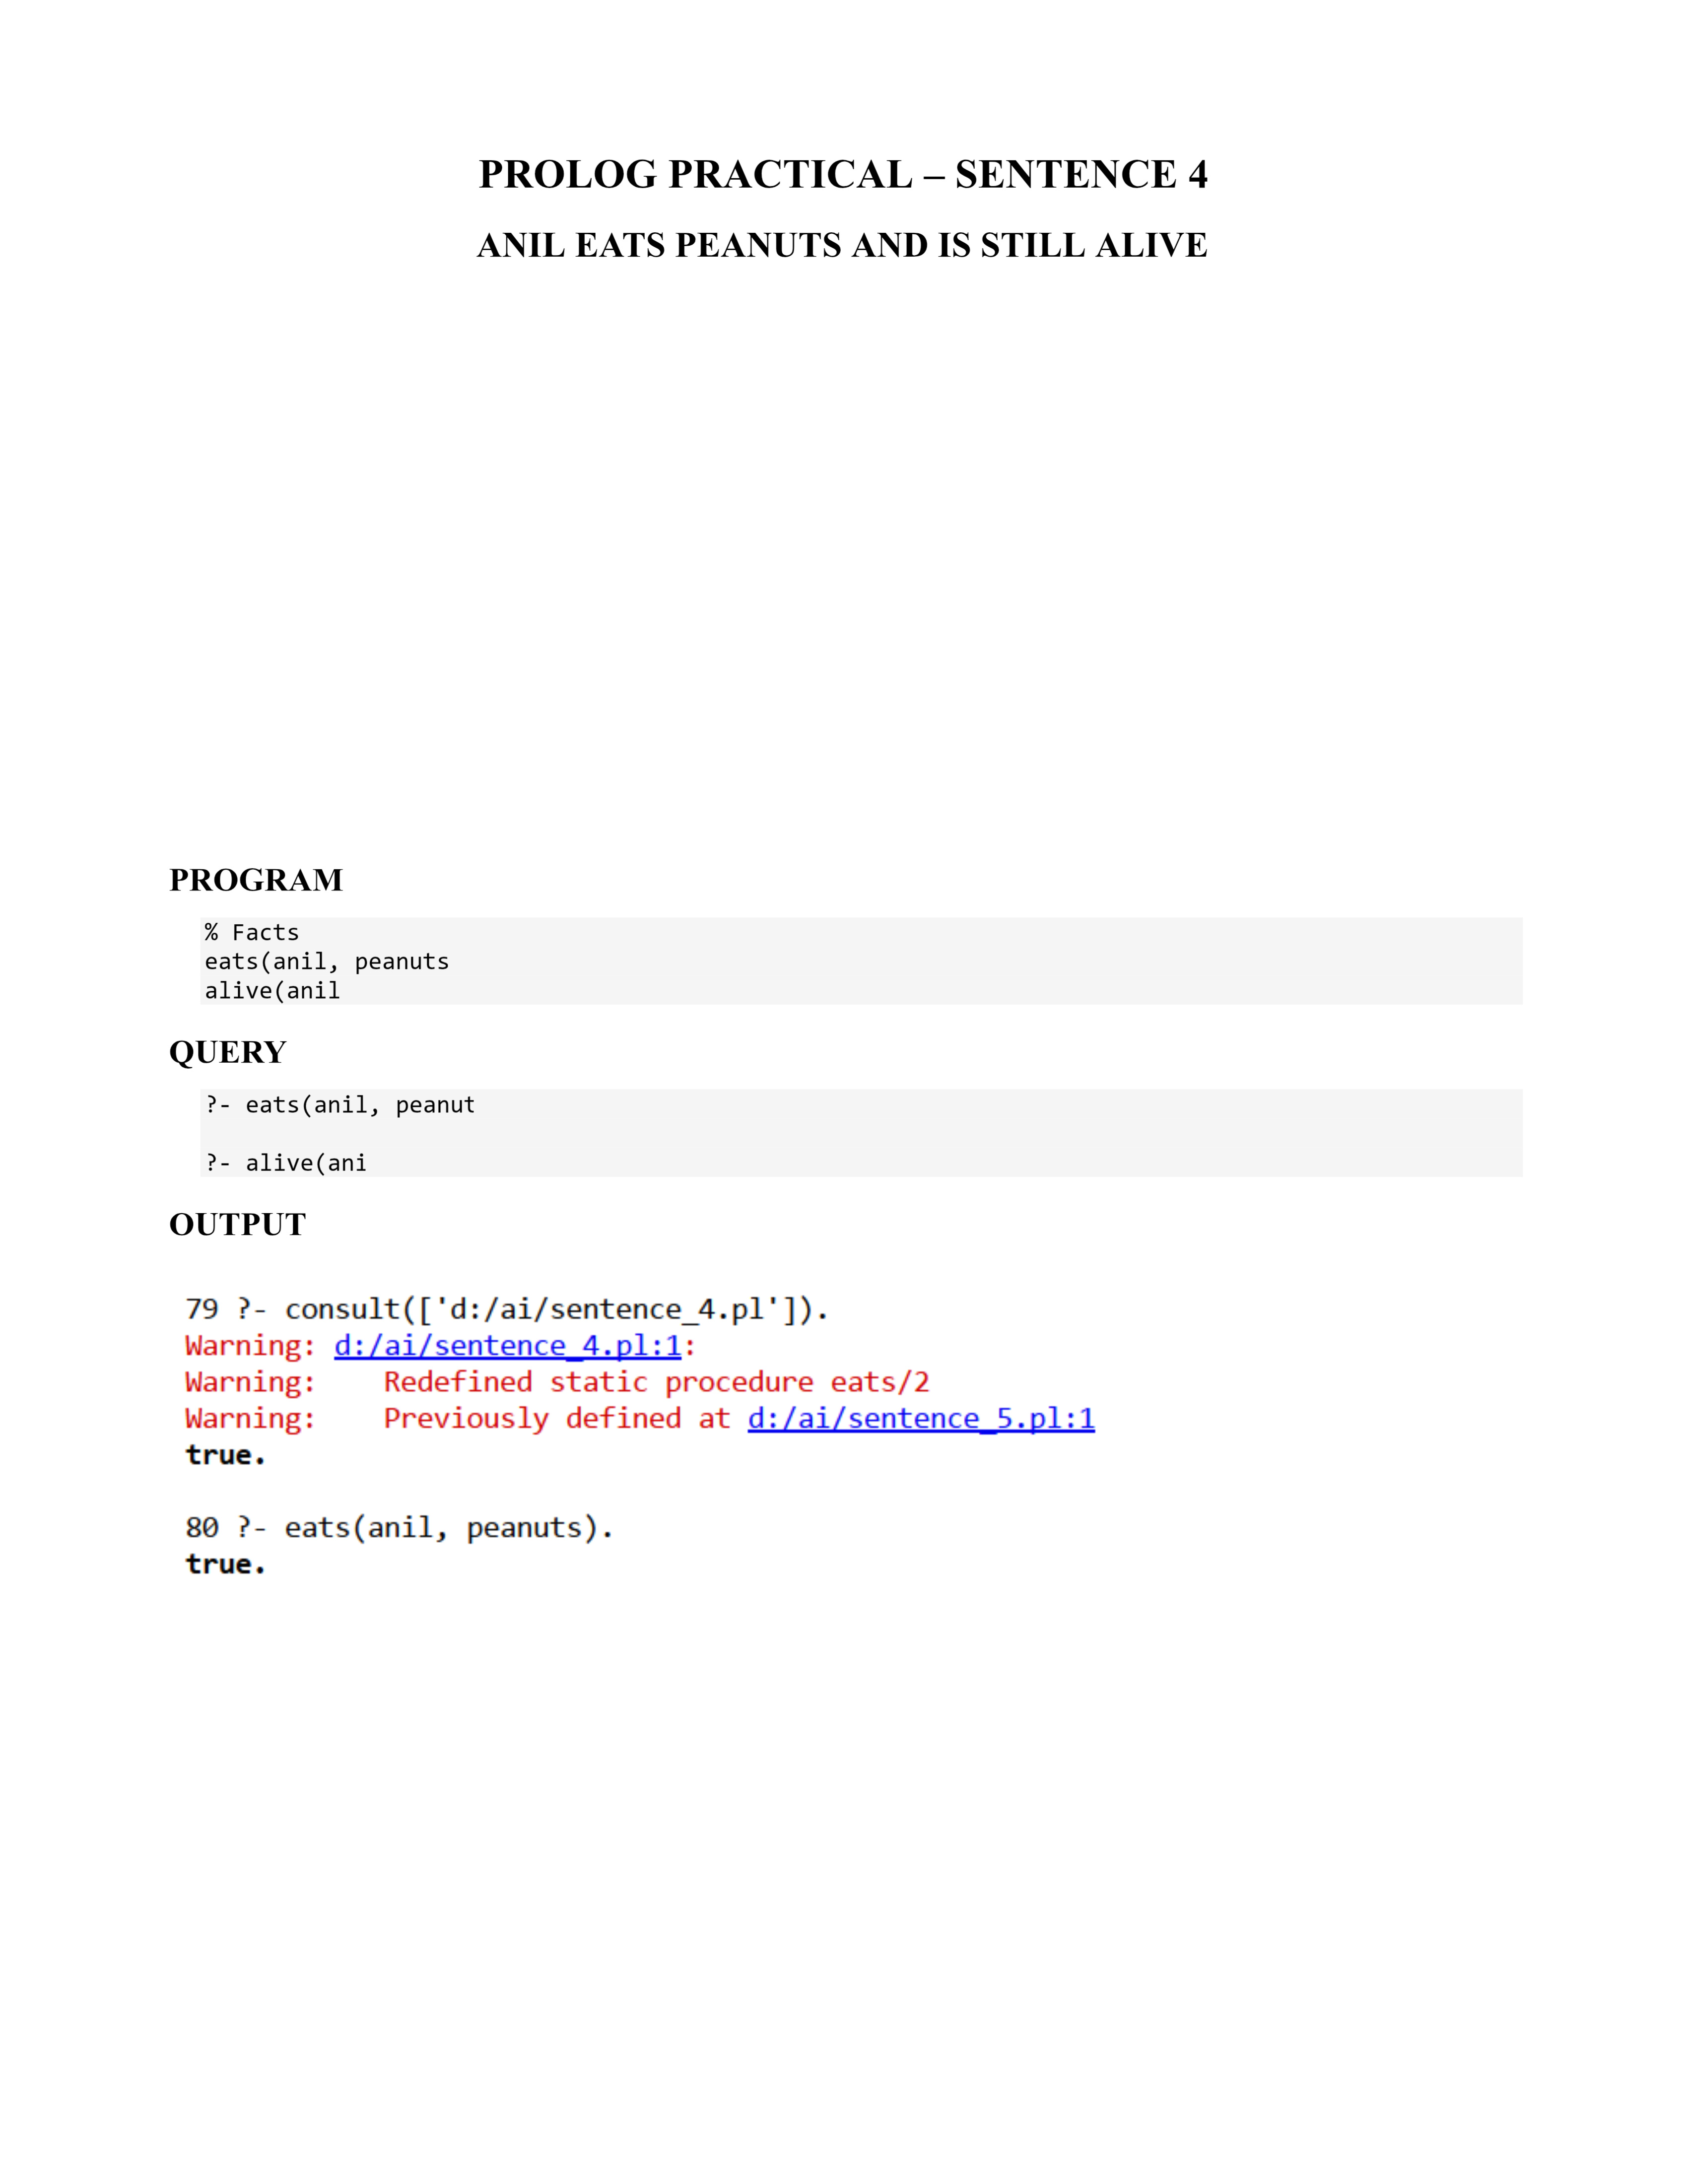 PROLOG PRACTICAL – SENTENCE 4
ANIL EATS PEANUTS AND IS STILL ALIVE
PROGRAM
% Facts
eats(anil, peanuts
alive(anil
QUERY
?- eats(anil, peanut
?- alive(ani
OUTPUT
79 ?- consult(['d:/ai/sentence_4.pl']).
Warning: d:/ai/sentence_4.pl:1:
Warning:    Redefined static procedure eats/2
Warning:    Previously defined at d:/ai/sentence_5.pl:1
true.
80 ?- eats(anil, peanuts).
true.